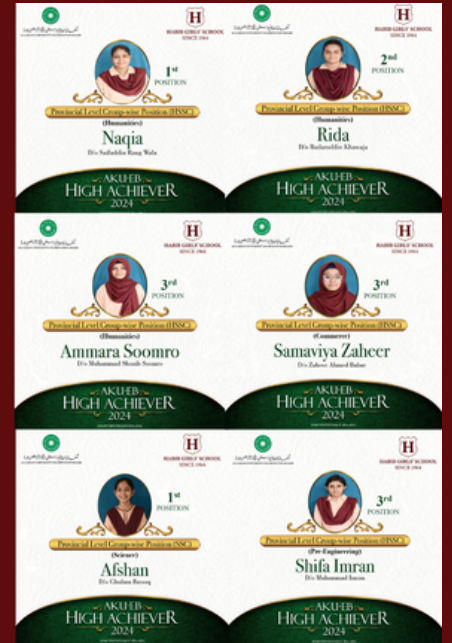 HABIB GIRLS' SCHOOL
SINCE 1964
1st
POSITION
Provincial Level Group-wise Position (HSSC)
(Humanities)
Naqia
AKU-EB
HIGH ACHIEVER
2024
HABIB GIRLS' SCHOOL
SINCE 1964
2nd
POSITION
Provincial Level Group-wise Position (HSSC)
(Humanities)
Rida
D/o Badaruddin Khawaja
AKU-EB
HIGH ACHIEVER
2024
HABIB GIRLS' SCHOOL
SINCE 1964
3rd
POSITION
Provincial Level Group-wise Position (HSSC)
(Humanities)
Ammara Soomro
D/o Muhammad Shoaib Soomro
AKU-EB
HIGH ACHIEVER
2024
HABIB GIRLS' SCHOOL
SINCE 1964
3rd
POSITION
Provincial Level Group-wise Position (HSSC)
(Commerce)
Samaviya Zaheer
D/o Zaheer Ahmed Babar
AKU-EB
HIGH ACHIEVER
2024
HABIB GIRLS' SCHOOL
SINCE 1964
1st
POSITION
Provincial Level Group-wise Position (SSC)
(Science)
Afshan
D/o Ghulam Farooq
AKU-EB
HIGH ACHIEVER
2024
HABIB GIRLS' SCHOOL
SINCE 1964
3rd
POSITION
Provincial Level Group-wise Position (HSSC)
(Pre-Engineering)
Shifa Imran
D/o Muhammad Imran
AKU-EB
HIGH ACHIEVER
2024